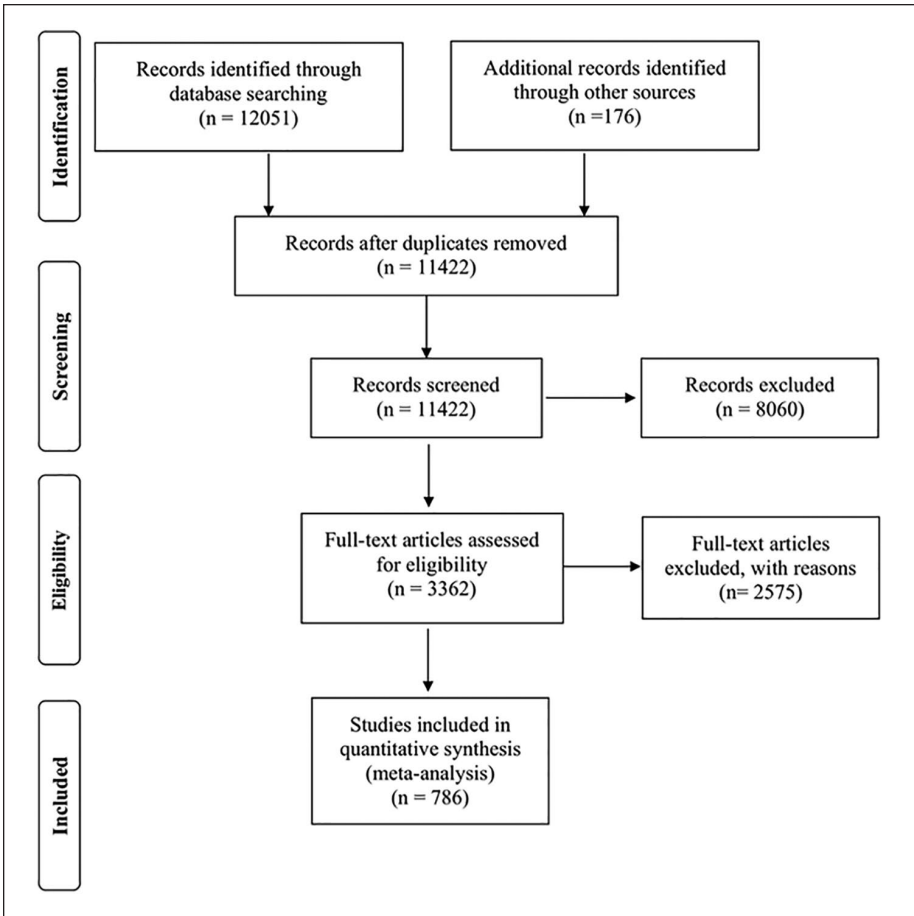 Identification
Records identified through
database searching
(n = 12051)
Additional records identified
through other sources
(n =176)
Records after duplicates removed
(n = 11422)
Screening
Records screened
(n = 11422)
Records excluded
(n = 8060)
Eligibility
Full-text articles assessed
for eligibility
(n = 3362)
Full-text articles
excluded, with reasons
(n= 2575)
Included
Studies included in
quantitative synthesis
(meta-analysis)
(n = 786)